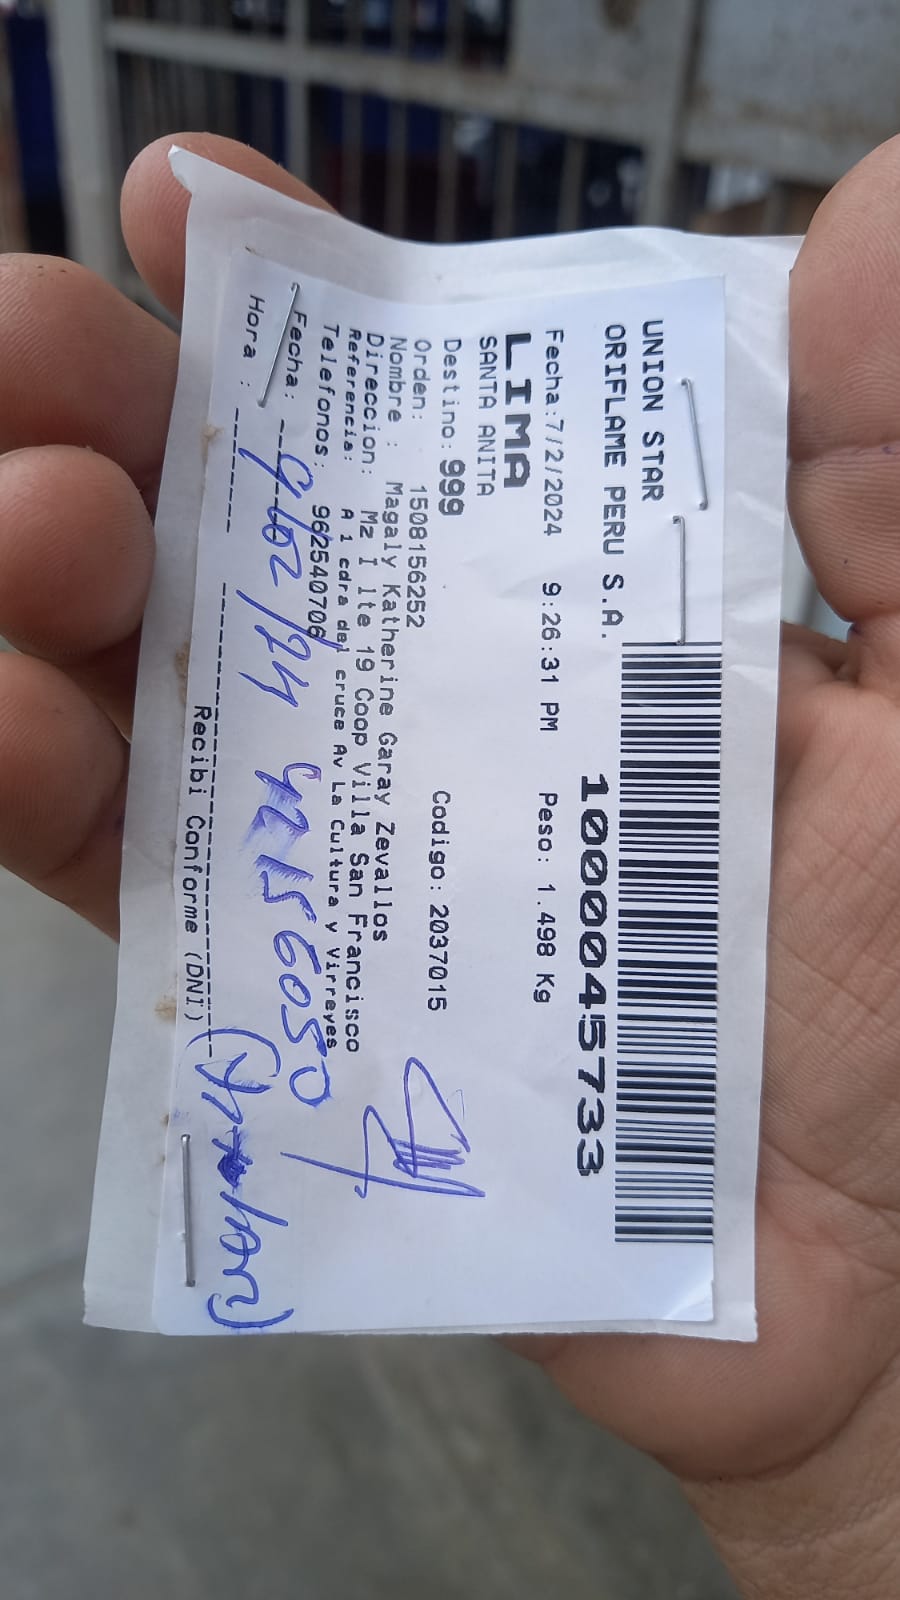 UNION STAR
ORIFLAME PERU S.A.
10000045733
Fecha:7/2/2024 9:26:31 PM Peso: 1.498 Kg
LIMA
SANTA ANITA
Destino: 999 Codigo: 2037015
Orden: 1508156252
Nombre : Magaly Katherine Garay Zevallos
Direccion: Mz I lte 19 Coop Villa San Francisco
Referencia: A 1 cdra del cruce Av La Cultura y Virreyes
Telefonos: 962540706
Fecha: 9/02/24 42156050
Hora :
Recibi Conforme (DNI)